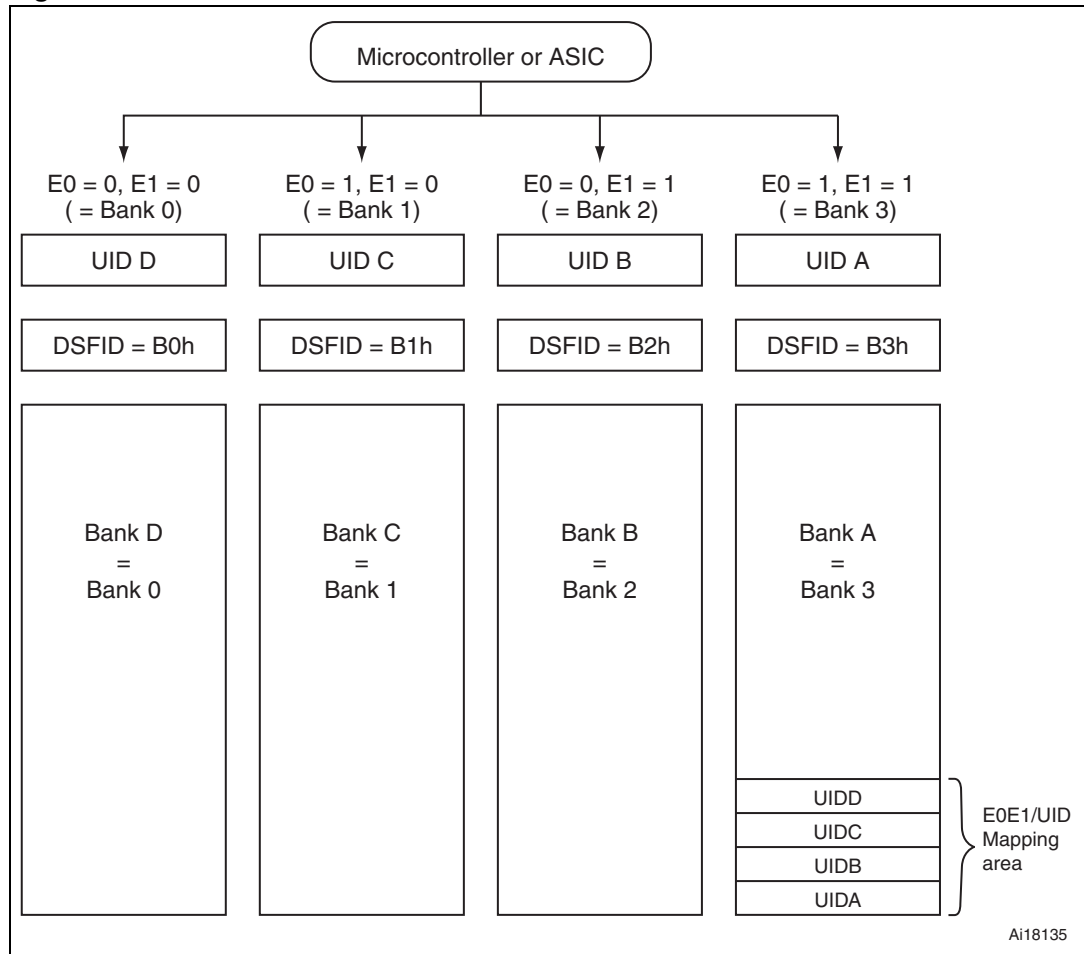 Microcontroller or ASIC
E0 = 0, E1 = 0
( = Bank 0)
E0 = 1, E1 = 0
( = Bank 1)
E0 = 0, E1 = 1
( = Bank 2)
E0 = 1, E1 = 1
( = Bank 3)
UID D
UID C
UID B
UID A
DSFID = B0h
DSFID = B1h
DSFID = B2h
DSFID = B3h
Bank D
=
Bank 0
Bank C
=
Bank 1
Bank B
=
Bank 2
Bank A
=
Bank 3
UIDD
UIDC
UIDB
UIDA
E0E1/UID
Mapping
area
Ai18135